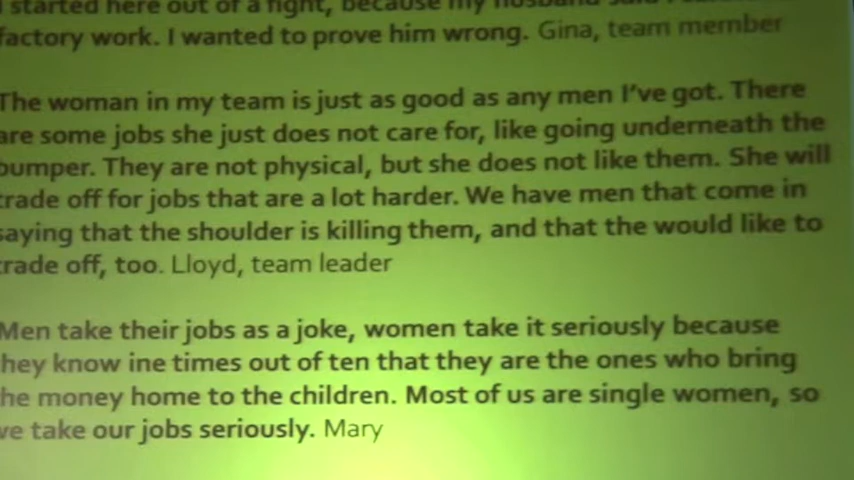 started here out of a fight, because my husband said
factory work. I wanted to prove him wrong. Gina, team member
The woman in my team is just as good as any men I've got. There
are some jobs she just does not care for, like going underneath the
bumper. They are not physical, but she does not like them. She will
trade off for jobs that are a lot harder. We have men that come in
saying that the shoulder is killing them, and that the would like to
trade off, too. Lloyd, team leader
Men take their jobs as a joke, women take it seriously because
they know ine times out of ten that they are the ones who bring
the money home to the children. Most of us are single women, so
we take our jobs seriously. Mary